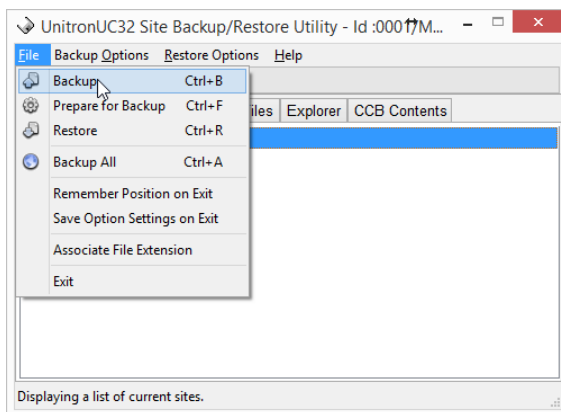 UnitronUC32 Site Backup/Restore Utility - Id :0001
File Backup Options Restore Options Help
Backup Ctrl+B
Prepare for Backup Ctrl+F
Restore Ctrl+R
Backup All Ctrl+A
Remember Position on Exit
Save Option Settings on Exit
Associate File Extension
Exit
iles Explorer CCB Contents
Displaying a list of current sites.